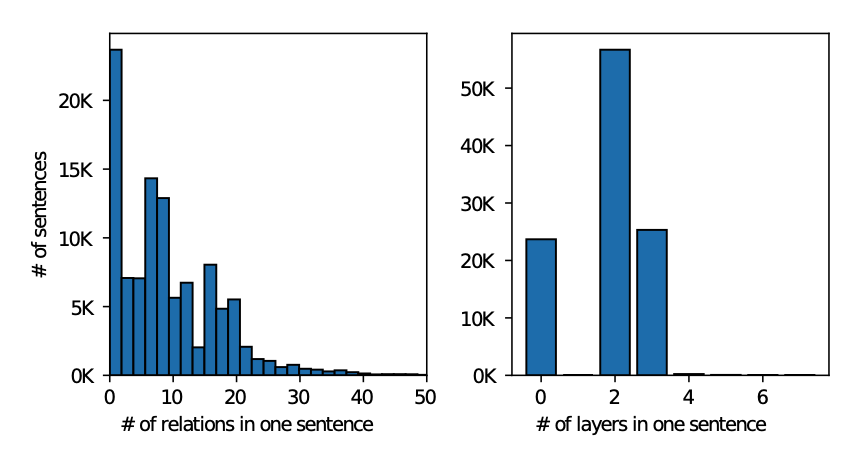 # of sentences
20K
15K
10K
5K
0K
0 10 20 30 40 50
# of relations in one sentence
50K
40K
30K
20K
10K
0K
0 2 4 6
# of layers in one sentence